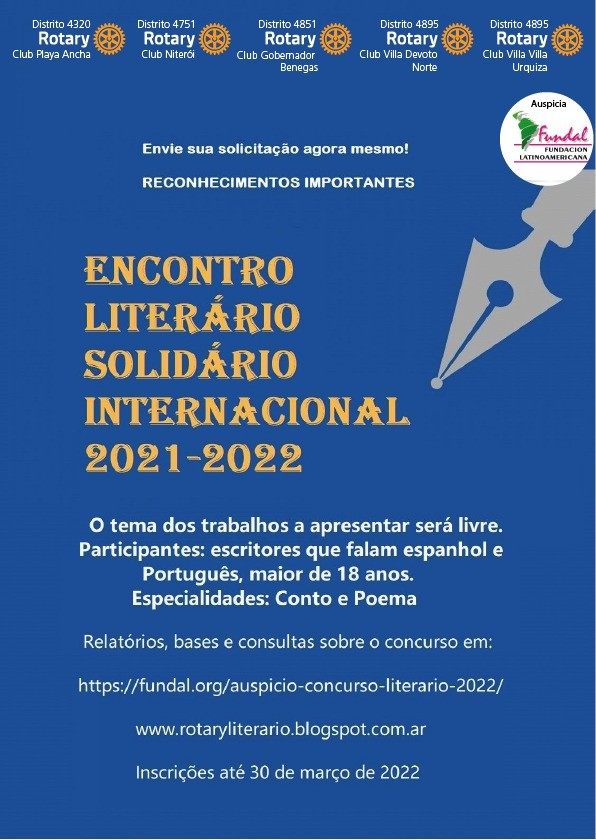 Distrito 4320
Rotary
Club Playa Ancha
Distrito 4751
Rotary
Club Niterói
Distrito 4851
Rotary
Club Gobernador
Benegas
Distrito 4895
Rotary
Club Villa Devoto
Norte
Distrito 4895
Rotary
Club Villa Villa
Urquiza
Auspicia
Fundal
FUNDACION
LATINOAMERICANA
Envie sua solicitação agora mesmo!
RECONHECIMENTOS IMPORTANTES
ENCONTRO
LITERÁRIO
SOLIDÁRIO
INTERNACIONAL
2021-2022
O tema dos trabalhos a apresentar será livre.
Participantes: escritores que falam espanhol e
Português, maior de 18 anos.
Especialidades: Conto e Poema
Relatórios, bases e consultas sobre o concurso em:
https://fundal.org/auspicio-concurso-literario-2022/
www.rotaryliterario.blogspot.com.ar
Inscrições até 30 de março de 2022